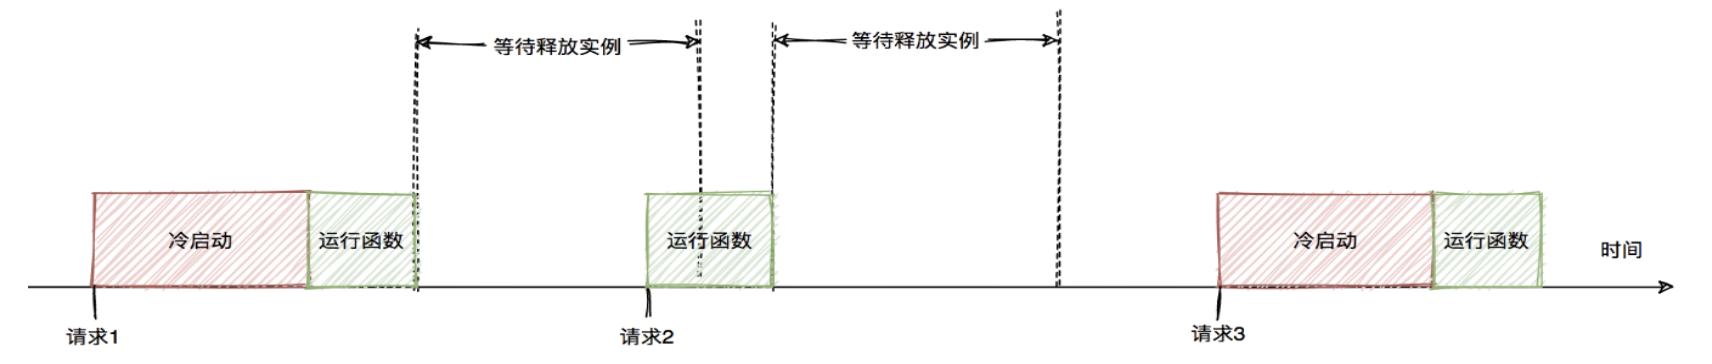 等待释放实例
等待释放实例
冷启动
运行函数
运行函数
冷启动
运行函数
时间
请求1
请求2
请求3